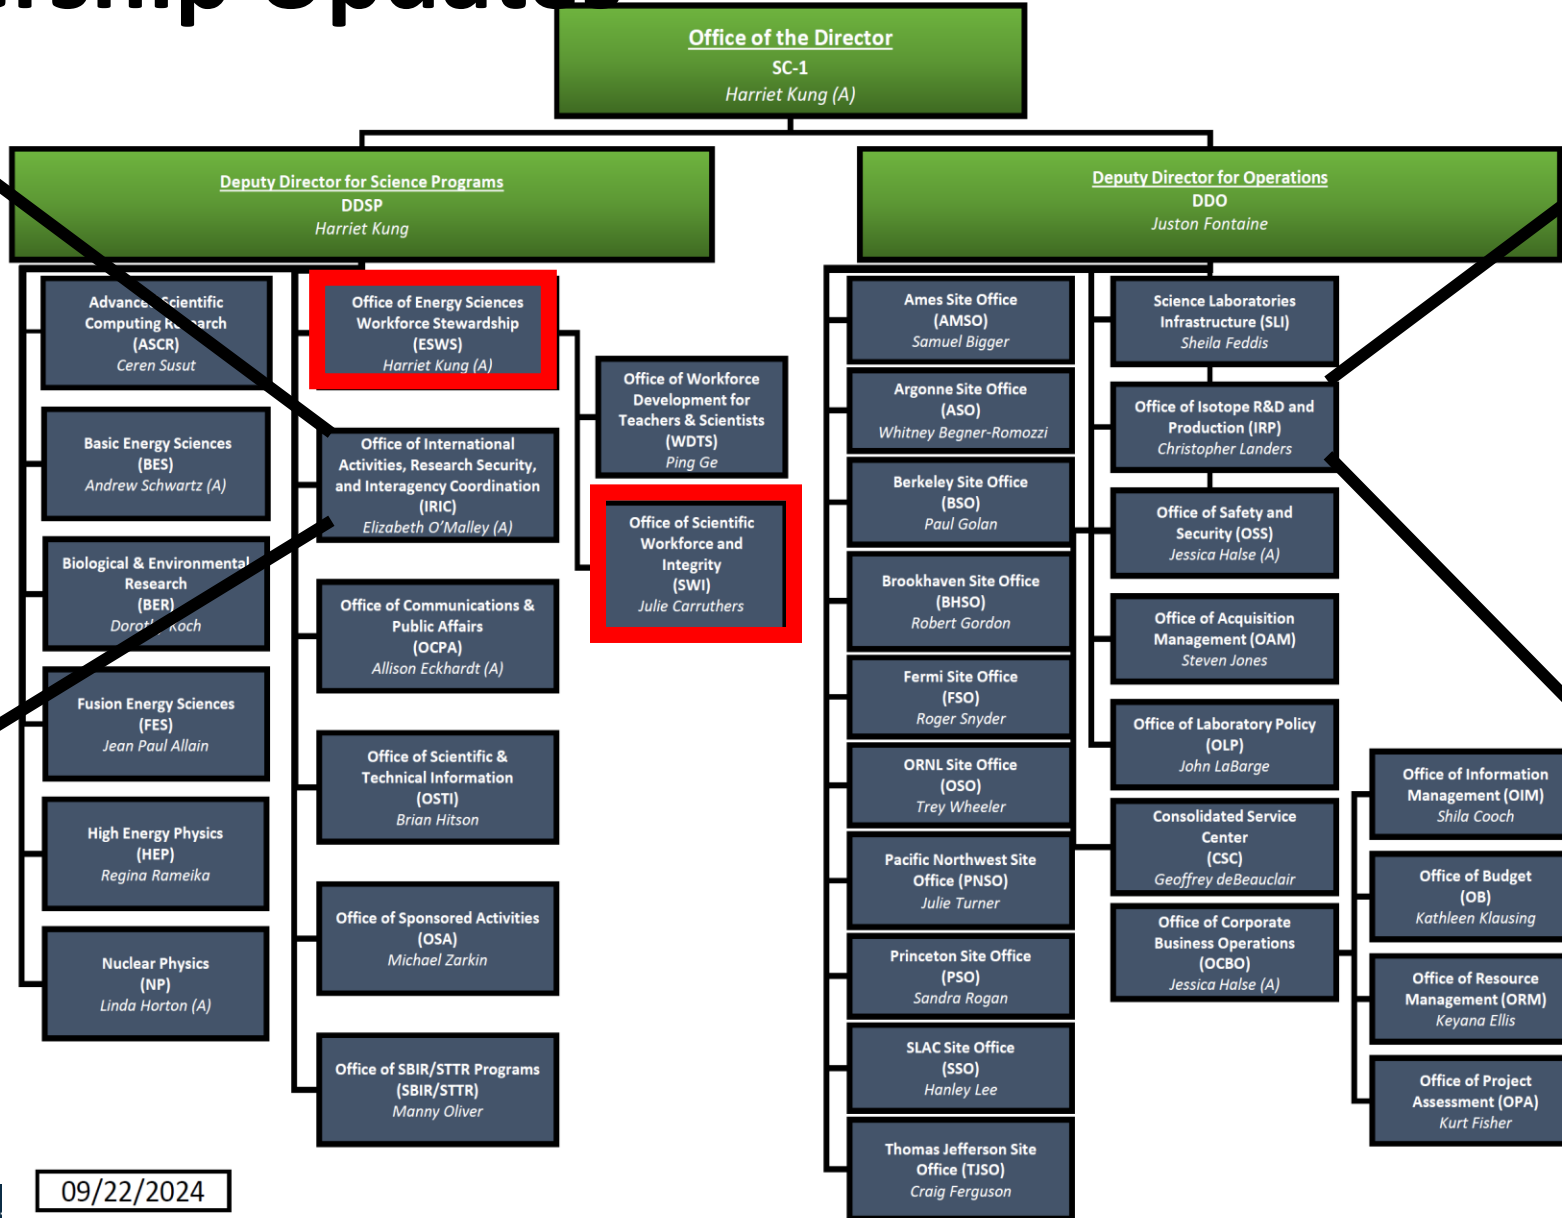 Updates
Office of the Director
SC-1
Harriet Kung (A)
Deputy Director for Science Programs
DDSP
Harriet Kung
Deputy Director for Operations
DDO
Juston Fontaine
Advanced Scientific
Computing Research
(ASCR)
Ceren Susut
Basic Energy Sciences
(BES)
Andrew Schwartz (A)
Biological & Environmental
Research
(BER)
Dorothy Koch
Fusion Energy Sciences
(FES)
Jean Paul Allain
High Energy Physics
(HEP)
Regina Rameika
Nuclear Physics
(NP)
Linda Horton (A)
Office of Energy Sciences
Workforce Stewardship
(ESWS)
Harriet Kung (A)
Office of International
Activities, Research Security,
and Interagency Coordination
(IRIC)
Elizabeth O’Malley (A)
Office of Communications &
Public Affairs
(OCPA)
Allison Eckhardt (A)
Office of Scientific &
Technical Information
(OSTI)
Brian Hitson
Office of Sponsored Activities
(OSA)
Michael Zarkin
Office of SBIR/STTR Programs
(SBIR/STTR)
Manny Oliver
Office of Workforce
Development for
Teachers & Scientists
(WDTS)
Ping Ge
Office of Scientific
Workforce and
Integrity
(SWI)
Julie Carruthers
Ames Site Office
(AMSO)
Samuel Bigger
Argonne Site Office
(ASO)
Whitney Begner-Romozzi
Berkeley Site Office
(BSO)
Paul Golan
Brookhaven Site Office
(BHSO)
Robert Gordon
Fermi Site Office
(FSO)
Roger Snyder
ORNL Site Office
(OSO)
Trey Wheeler
Pacific Northwest Site
Office (PNSO)
Julie Turner
Princeton Site Office
(PSO)
Sandra Rogan
SLAC Site Office
(SSO)
Hanley Lee
Thomas Jefferson Site
Office (TJSO)
Craig Ferguson
Science Laboratories
Infrastructure (SLI)
Sheila Feddis
Office of Isotope R&D and
Production (IRP)
Christopher Landers
Office of Safety and
Security (OSS)
Jessica Halse (A)
Office of Acquisition
Management (OAM)
Steven Jones
Office of Laboratory Policy
(OLP)
John LaBarge
Consolidated Service
Center
(CSC)
Geoffrey deBeauclair
Office of Corporate
Business Operations
(OCBO)
Jessica Halse (A)
Office of Information
Management (OIM)
Shila Cooch
Office of Budget
(OB)
Kathleen Klausing
Office of Resource
Management (ORM)
Keyana Ellis
Office of Project
Assessment (OPA)
Kurt Fisher
09/22/2024